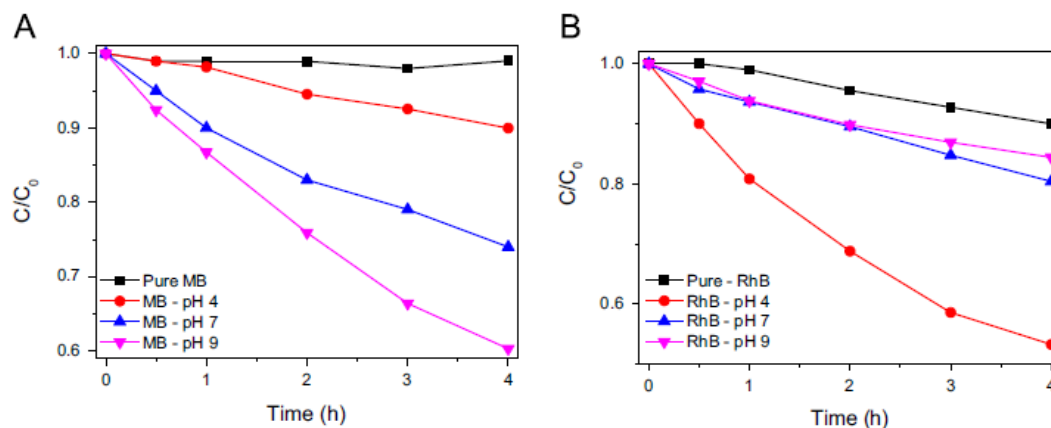 A
C/C0
1.0
0.9
0.8
0.7
0.6
Pure MB
MB - pH 4
MB - pH 7
MB - pH 9
0 1 2 3 4
Time (h)
B
C/C0
1.0
0.8
0.6
Pure - RhB
RhB - pH 4
RhB - pH 7
RhB - pH 9
0 1 2 3 4
Time (h)